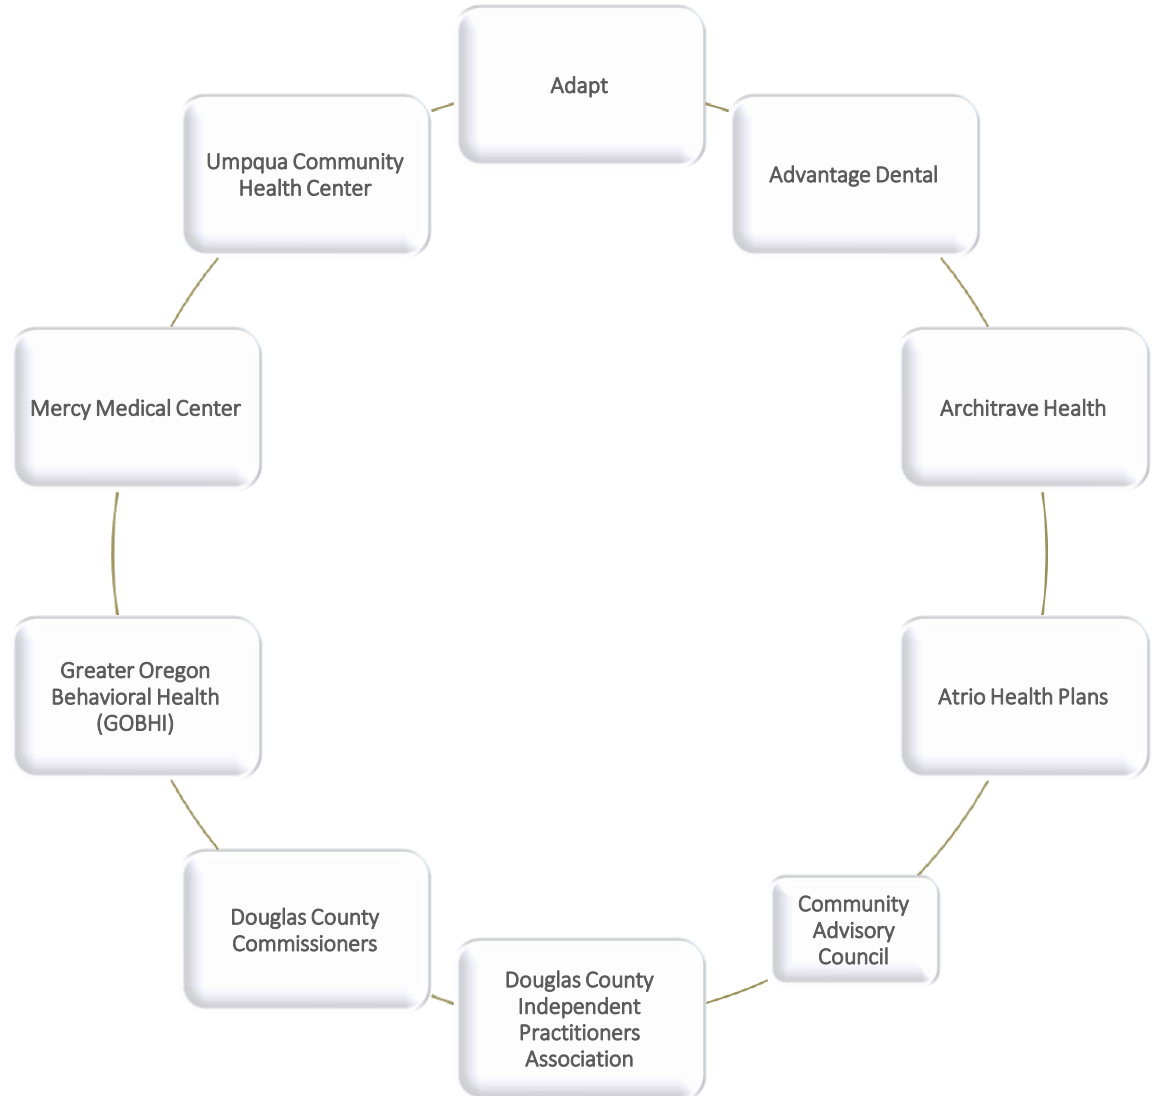 Adapt
Advantage Dental
Architrave Health
Atrio Health Plans
Community
Advisory
Council
Douglas County
Independent
Practitioners
Association
Douglas County
Commissioners
Greater Oregon
Behavioral Health
(GOBHI)
Mercy Medical Center
Umpqua Community
Health Center